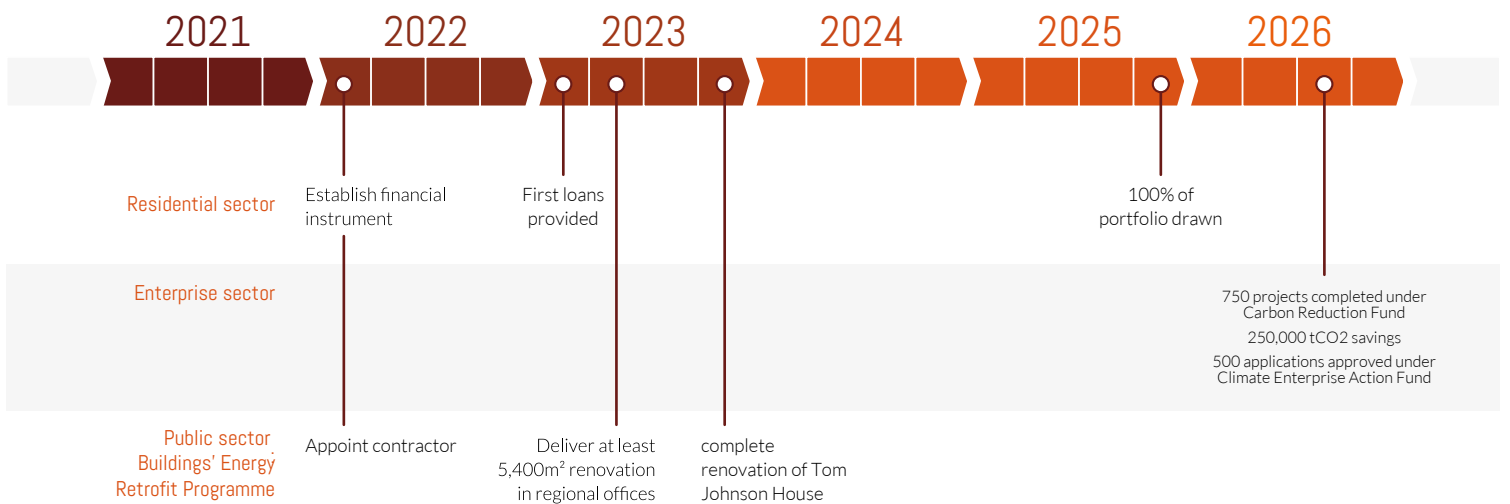 2021
2022
2023
2024
2025
2026
Residential sector
Establish financial
instrument
First loans
provided
100% of
portfolio drawn
Enterprise sector
750 projects completed under
Carbon Reduction Fund
250,000 tCO2 savings
500 applications approved under
Climate Enterprise Action Fund
Public sector
Buildings' Energy
Retrofit Programme
Appoint contractor
Deliver at least
5,400m² renovation
in regional offices
complete
renovation of Tom
Johnson House